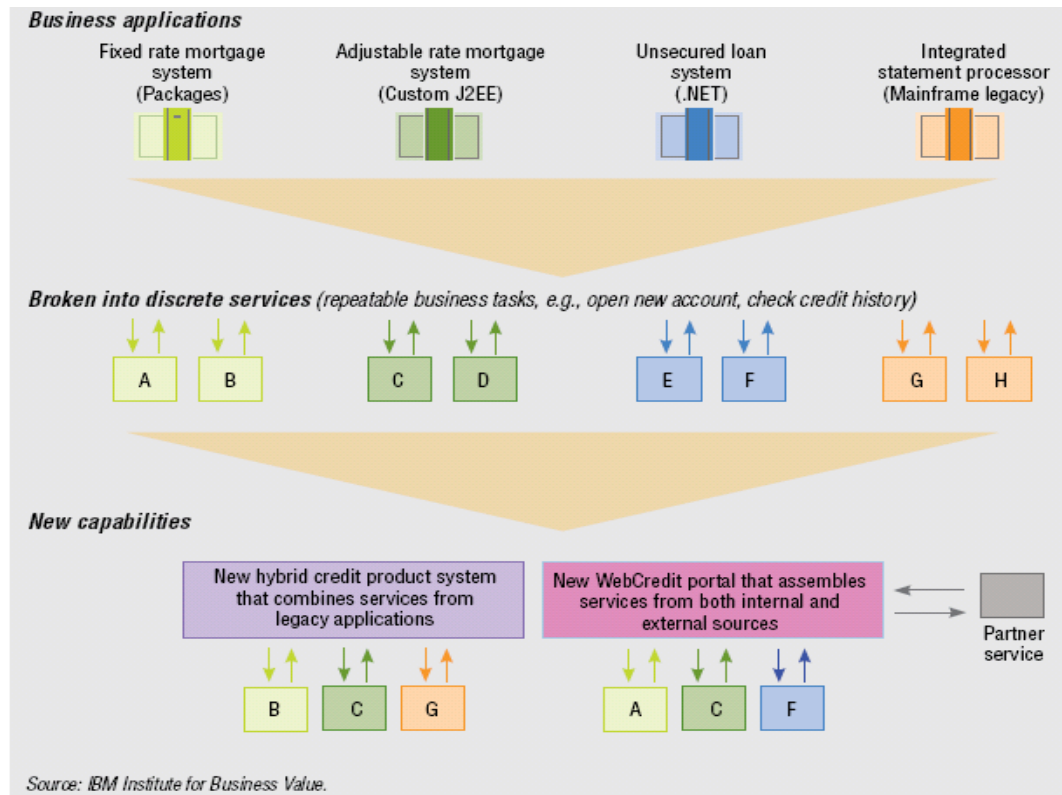 Business applications
Fixed rate mortgage
system
(Packages)
Adjustable rate mortgage
system
(Custom J2EE)
Unsecured loan
system
(.NET)
Integrated
statement processor
(Mainframe legacy)
Broken into discrete services (repeatable business tasks, e.g., open new account, check credit history)
A
B
C
D
E
F
G
H
New capabilities
New hybrid credit product system
that combines services from
legacy applications
New WebCredit portal that assembles
services from both internal and
external sources
Partner
service
B
C
G
A
C
F
Source: IBM Institute for Business Value.